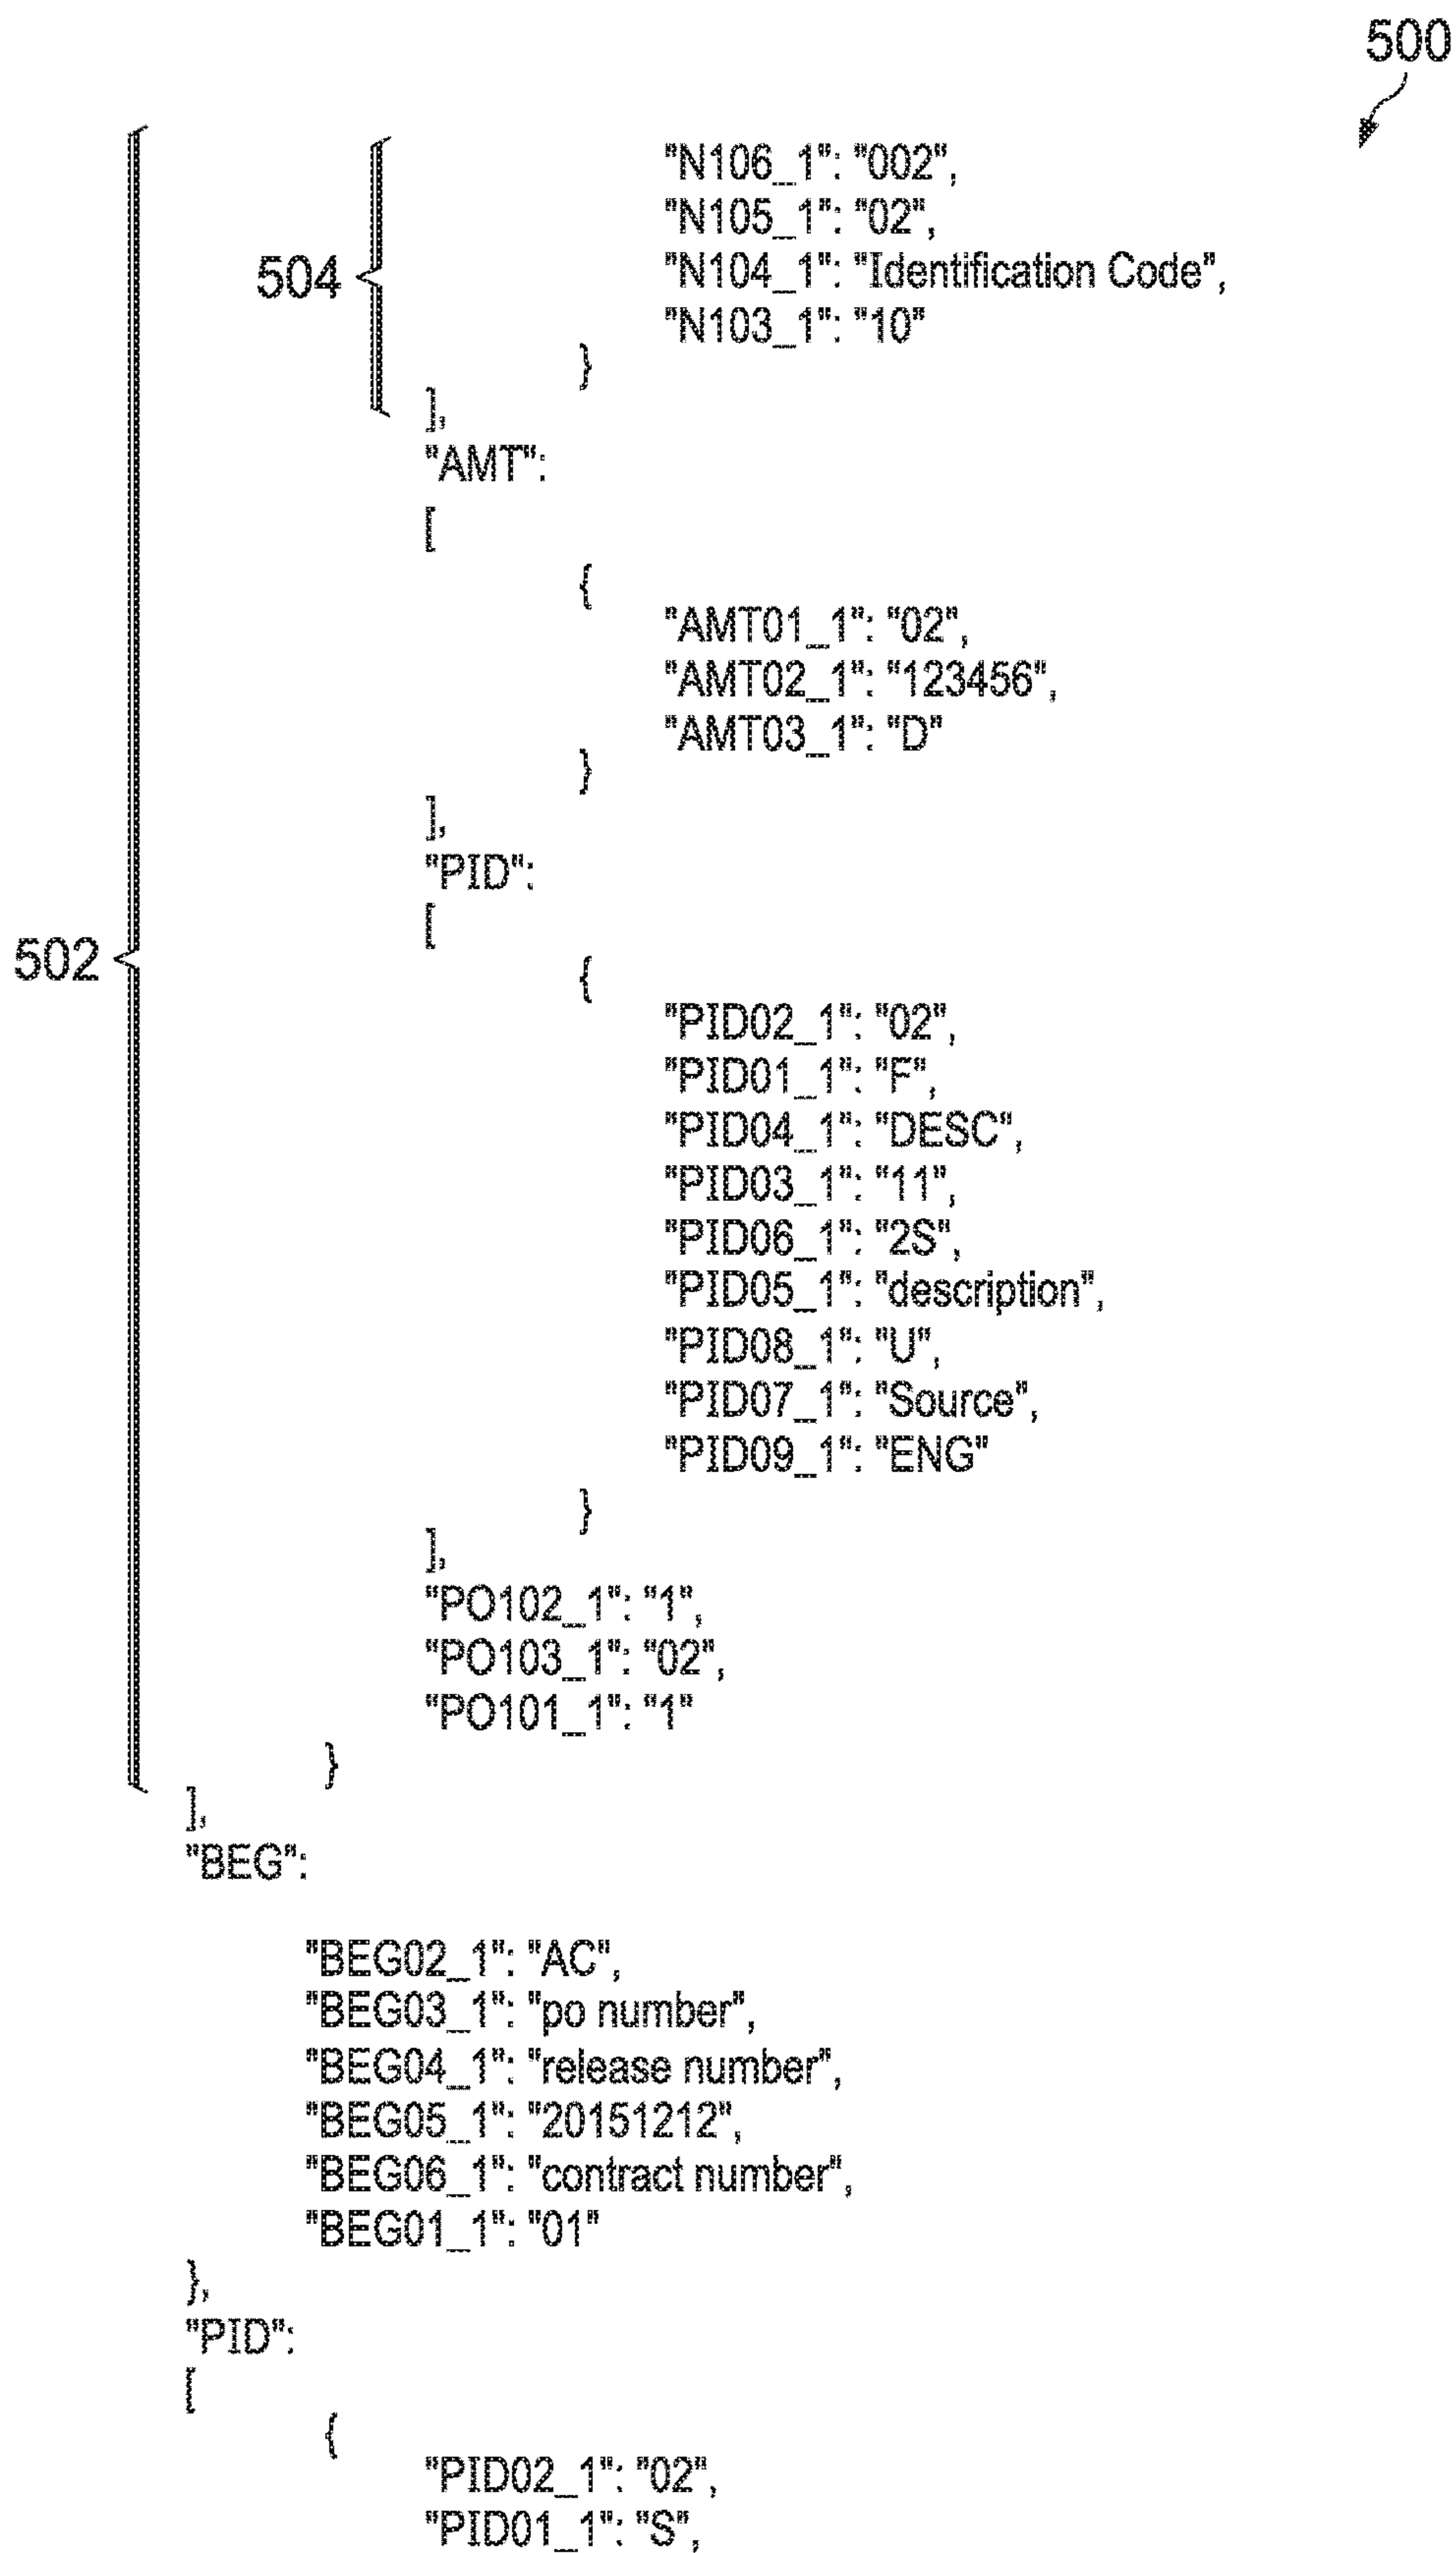 500
"N106_1": "002",
"N105_1": "02",
504
"N104_1": "Identification Code",
"N103_1": "10"
}
],
"AMT":
[
{
"AMT01_1": "02",
"AMT02_1": "123456",
"AMT03_1": "D"
}
],
"PID":
[
502
{
"PID02_1": "02",
"PID01_1": "F",
"PID04_1": "DESC",
"PID03_1": "11",
"PID06_1": "2S",
"PID05_1": "description",
"PID08_1": "U",
"PID07_1": "Source",
"PID09_1": "ENG"
}
],
"PO102_1": "1",
"PO103_1": "02",
"PO101_1": "1"
}
],
"BEG":
"BEG02_1": "AC",
"BEG03_1": "po number",
"BEG04_1": "release number",
"BEG05_1": "20151212",
"BEG06_1": "contract number",
"BEG01_1": "01"
},
"PID":
[
{
"PID02_1": "02",
"PID01_1": "S",